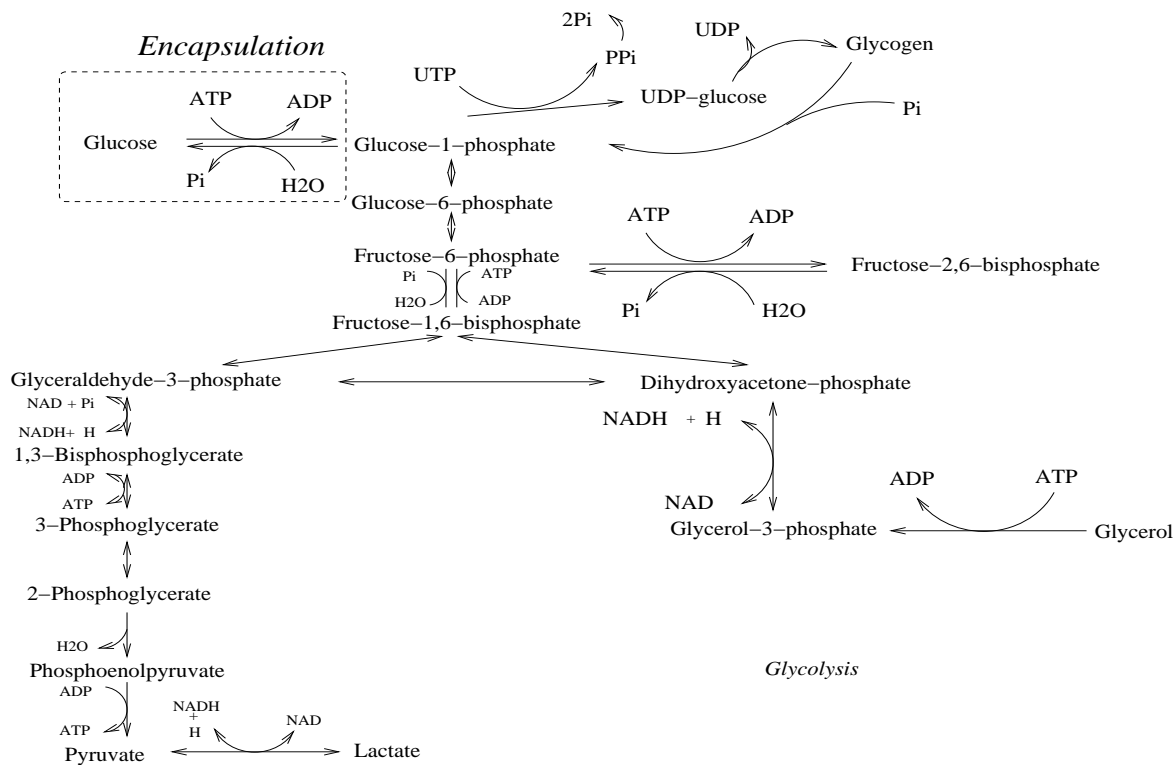 2Pi
UDP
Encapsulation
Glycogen
PPi
UTP
UDP−glucose
ATP
ADP
Pi
Glucose
Glucose−1−phosphate
Pi
H2O
Glucose−6−phosphate
ATP
ADP
Fructose−6−phosphate
Fructose−2,6−bisphosphate
Pi
ATP
H2O
ADP
Pi
H2O
Fructose−1,6−bisphosphate
Glyceraldehyde−3−phosphate
Dihydroxyacetone−phosphate
NAD + Pi
NADH + H
NADH+ H
1,3−Bisphosphoglycerate
ADP
ATP
ADP
ATP
NAD
3−Phosphoglycerate
Glycerol−3−phosphate
Glycerol
2−Phosphoglycerate
H2O
Phosphoenolpyruvate
Glycolysis
ADP
ATP
NADH
+
H
NAD
Pyruvate
Lactate